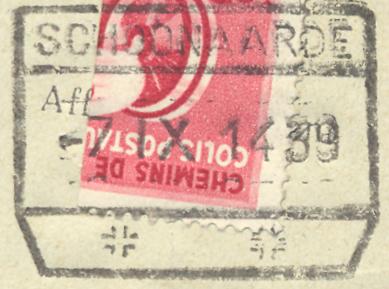 SCHOONAARDE
Aff
7 IX 14 39
CHEMINS DE
COLIS POSTAU